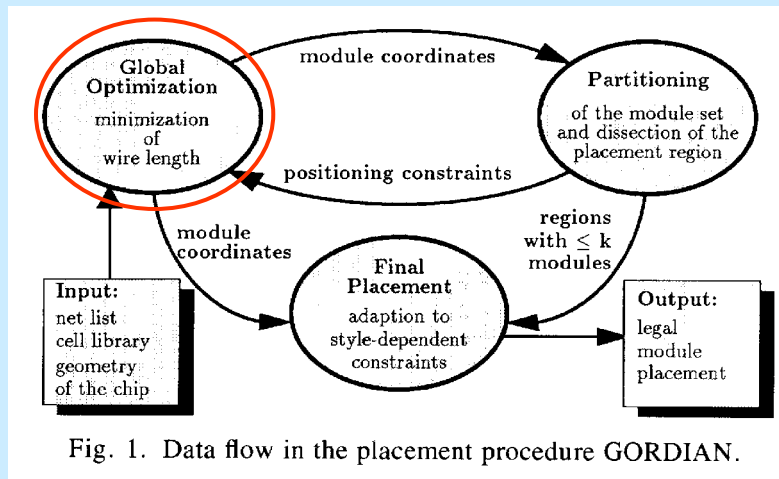 Global
Optimization
minimization
of
wire length
module coordinates
Partitioning
of the module set
and dissection of the
placement region
positioning constraints
module
coordinates
regions
with ≤ k
modules
Input:
net list
cell library
geometry
of the chip
Final
Placement
adaption to
style-dependent
constraints
Output:
legal
module
placement
Fig. 1. Data flow in the placement procedure GORDIAN.